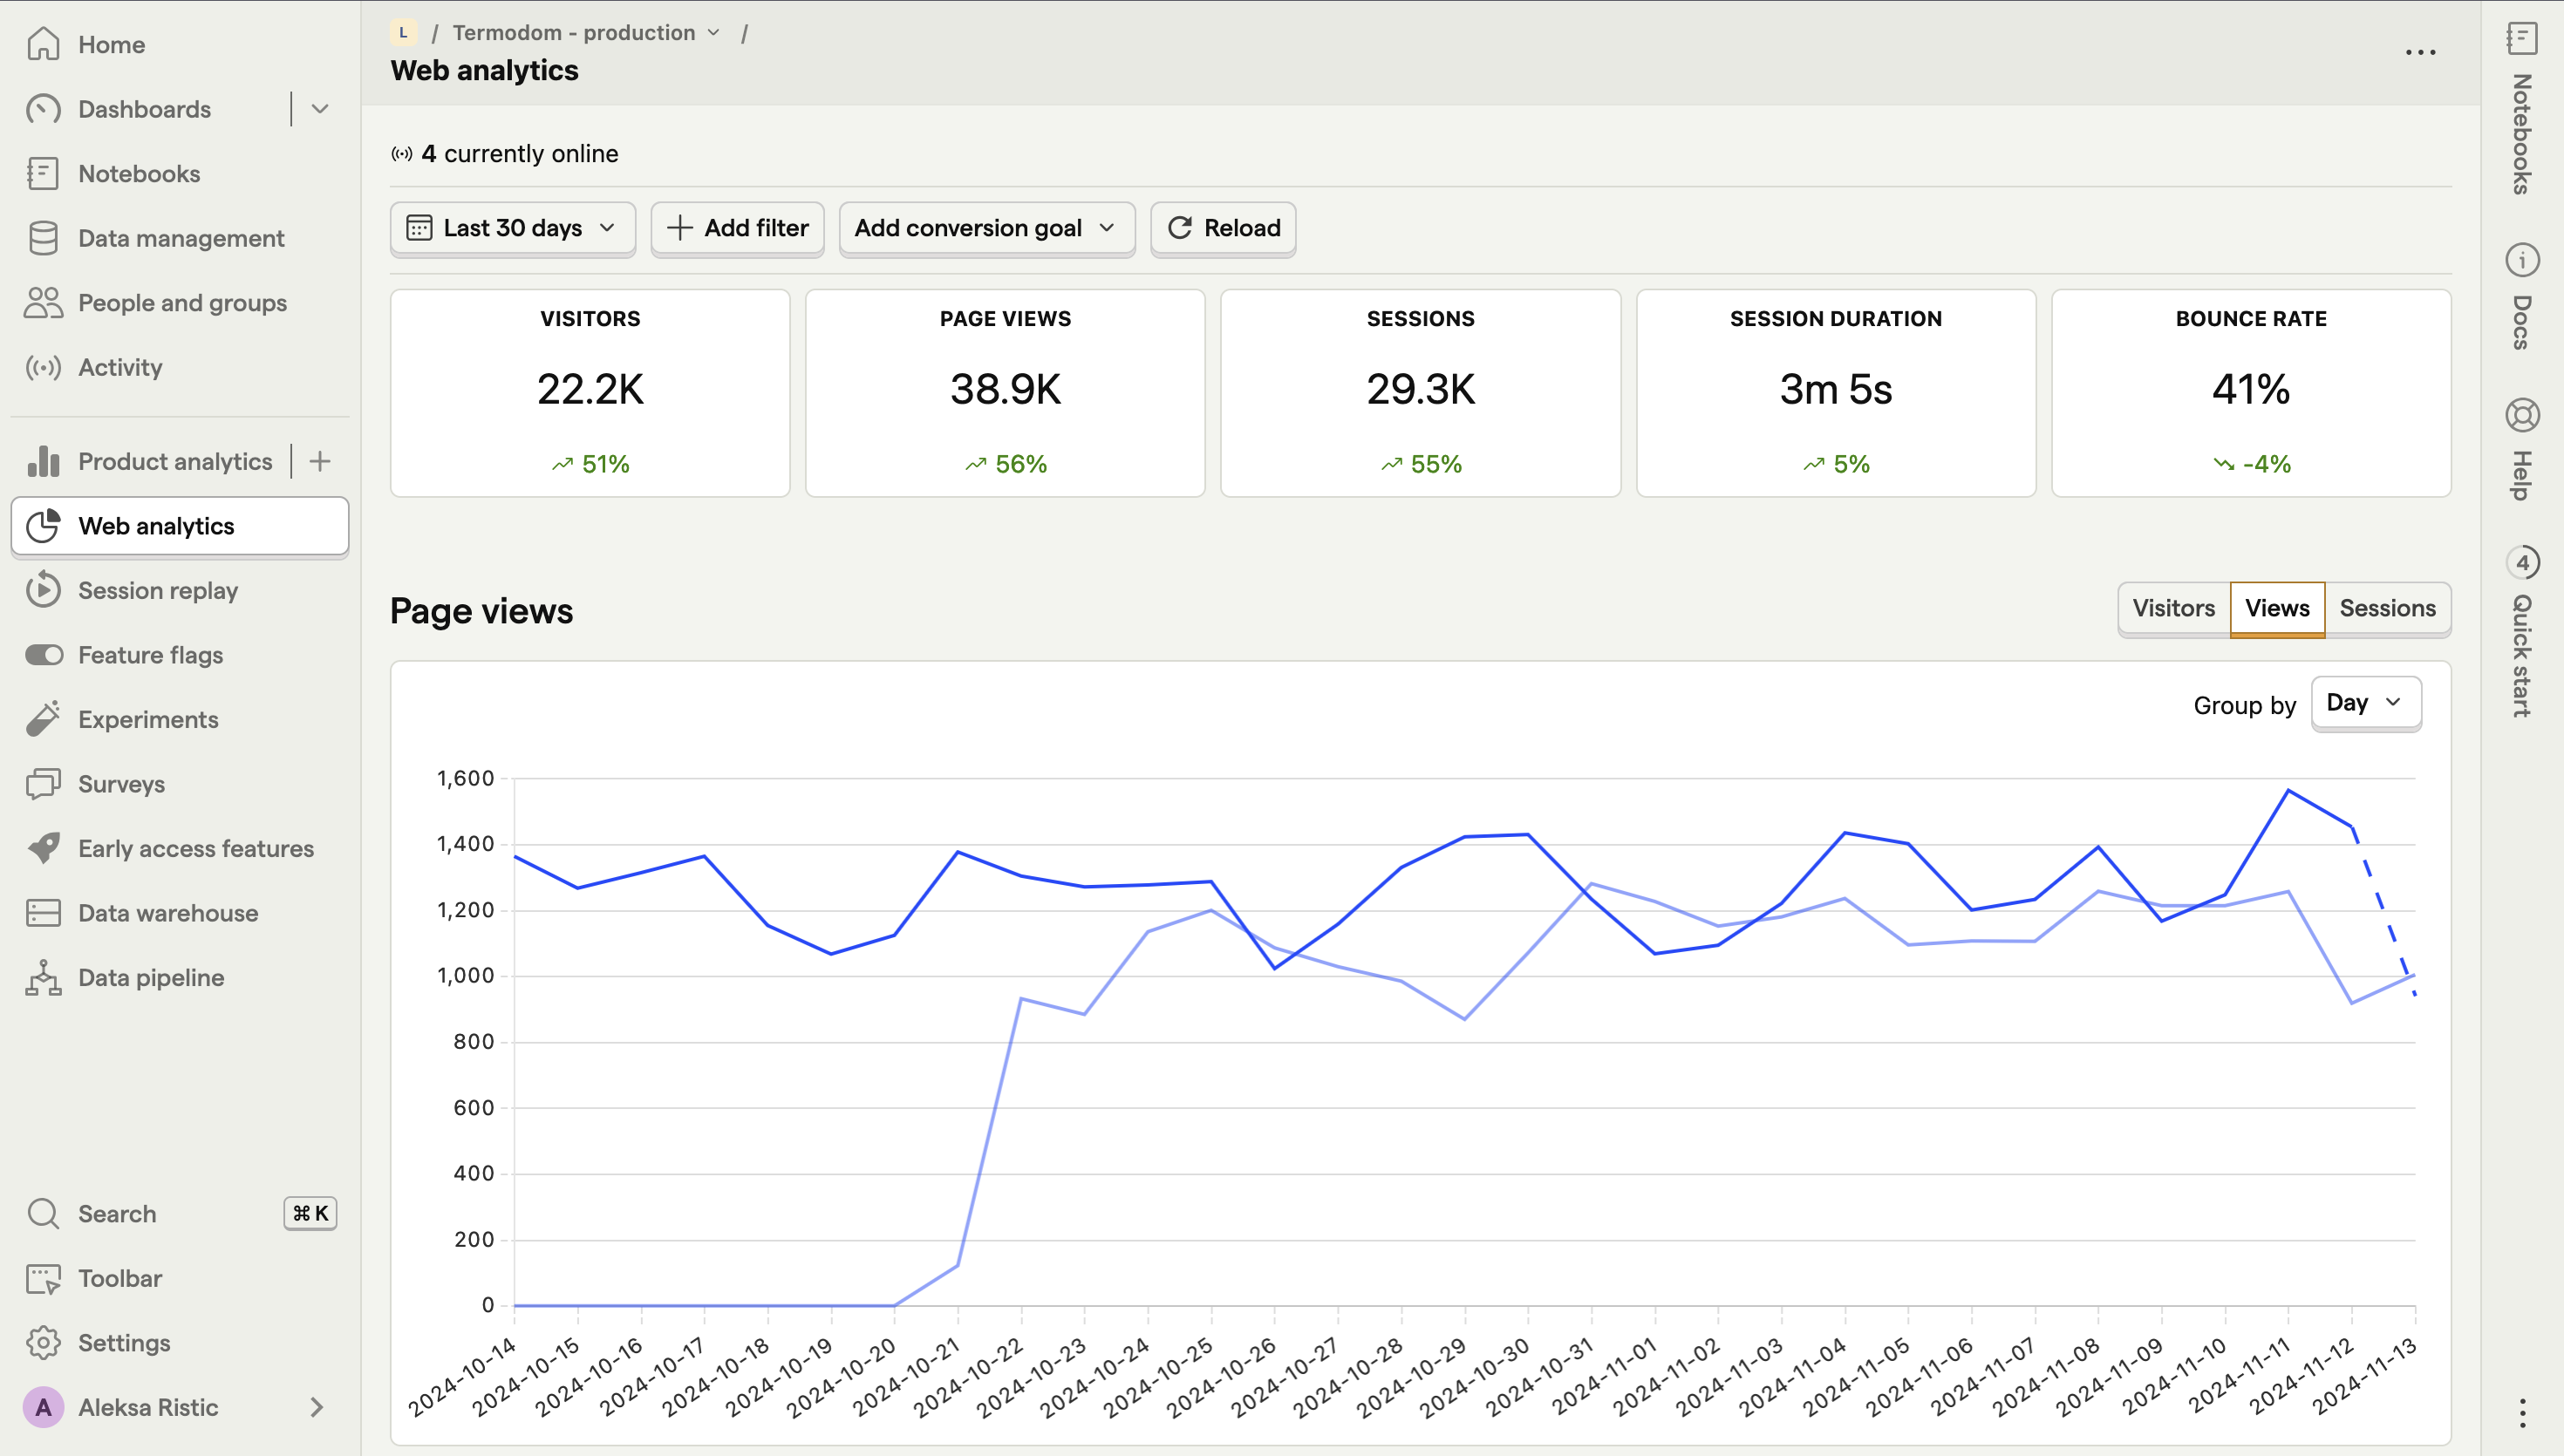 Home
Dashboards
Notebooks
Data management
People and groups
Activity
Product analytics
Web analytics
Session replay
Feature flags
Experiments
Surveys
Early access features
Data warehouse
Data pipeline
Search ⌘ K
Toolbar
Settings
A Aleksa Ristic
L / Termodom - production /
Web analytics
4 currently online
Last 30 days Add filter Add conversion goal Reload
VISITORS PAGE VIEWS SESSIONS SESSION DURATION BOUNCE RATE
22.2K 38.9K 29.3K 3m 5s 41%
51% 56% 55% 5% -4%
Page views
Visitors Views Sessions
Group by Day
1,600
1,400
1,200
1,000
800
600
400
200
0
2024-10-14 2024-10-15 2024-10-16 2024-10-17 2024-10-18 2024-10-19 2024-10-20 2024-10-21 2024-10-22 2024-10-23 2024-10-24 2024-10-25 2024-10-26 2024-10-27 2024-10-28 2024-10-29 2024-10-30 2024-10-31 2024-11-01 2024-11-02 2024-11-03 2024-11-04 2024-11-05 2024-11-06 2024-11-07 2024-11-08 2024-11-09 2024-11-10 2024-11-11 2024-11-12 2024-11-13
Notebooks
Docs
Help
4 Quick start